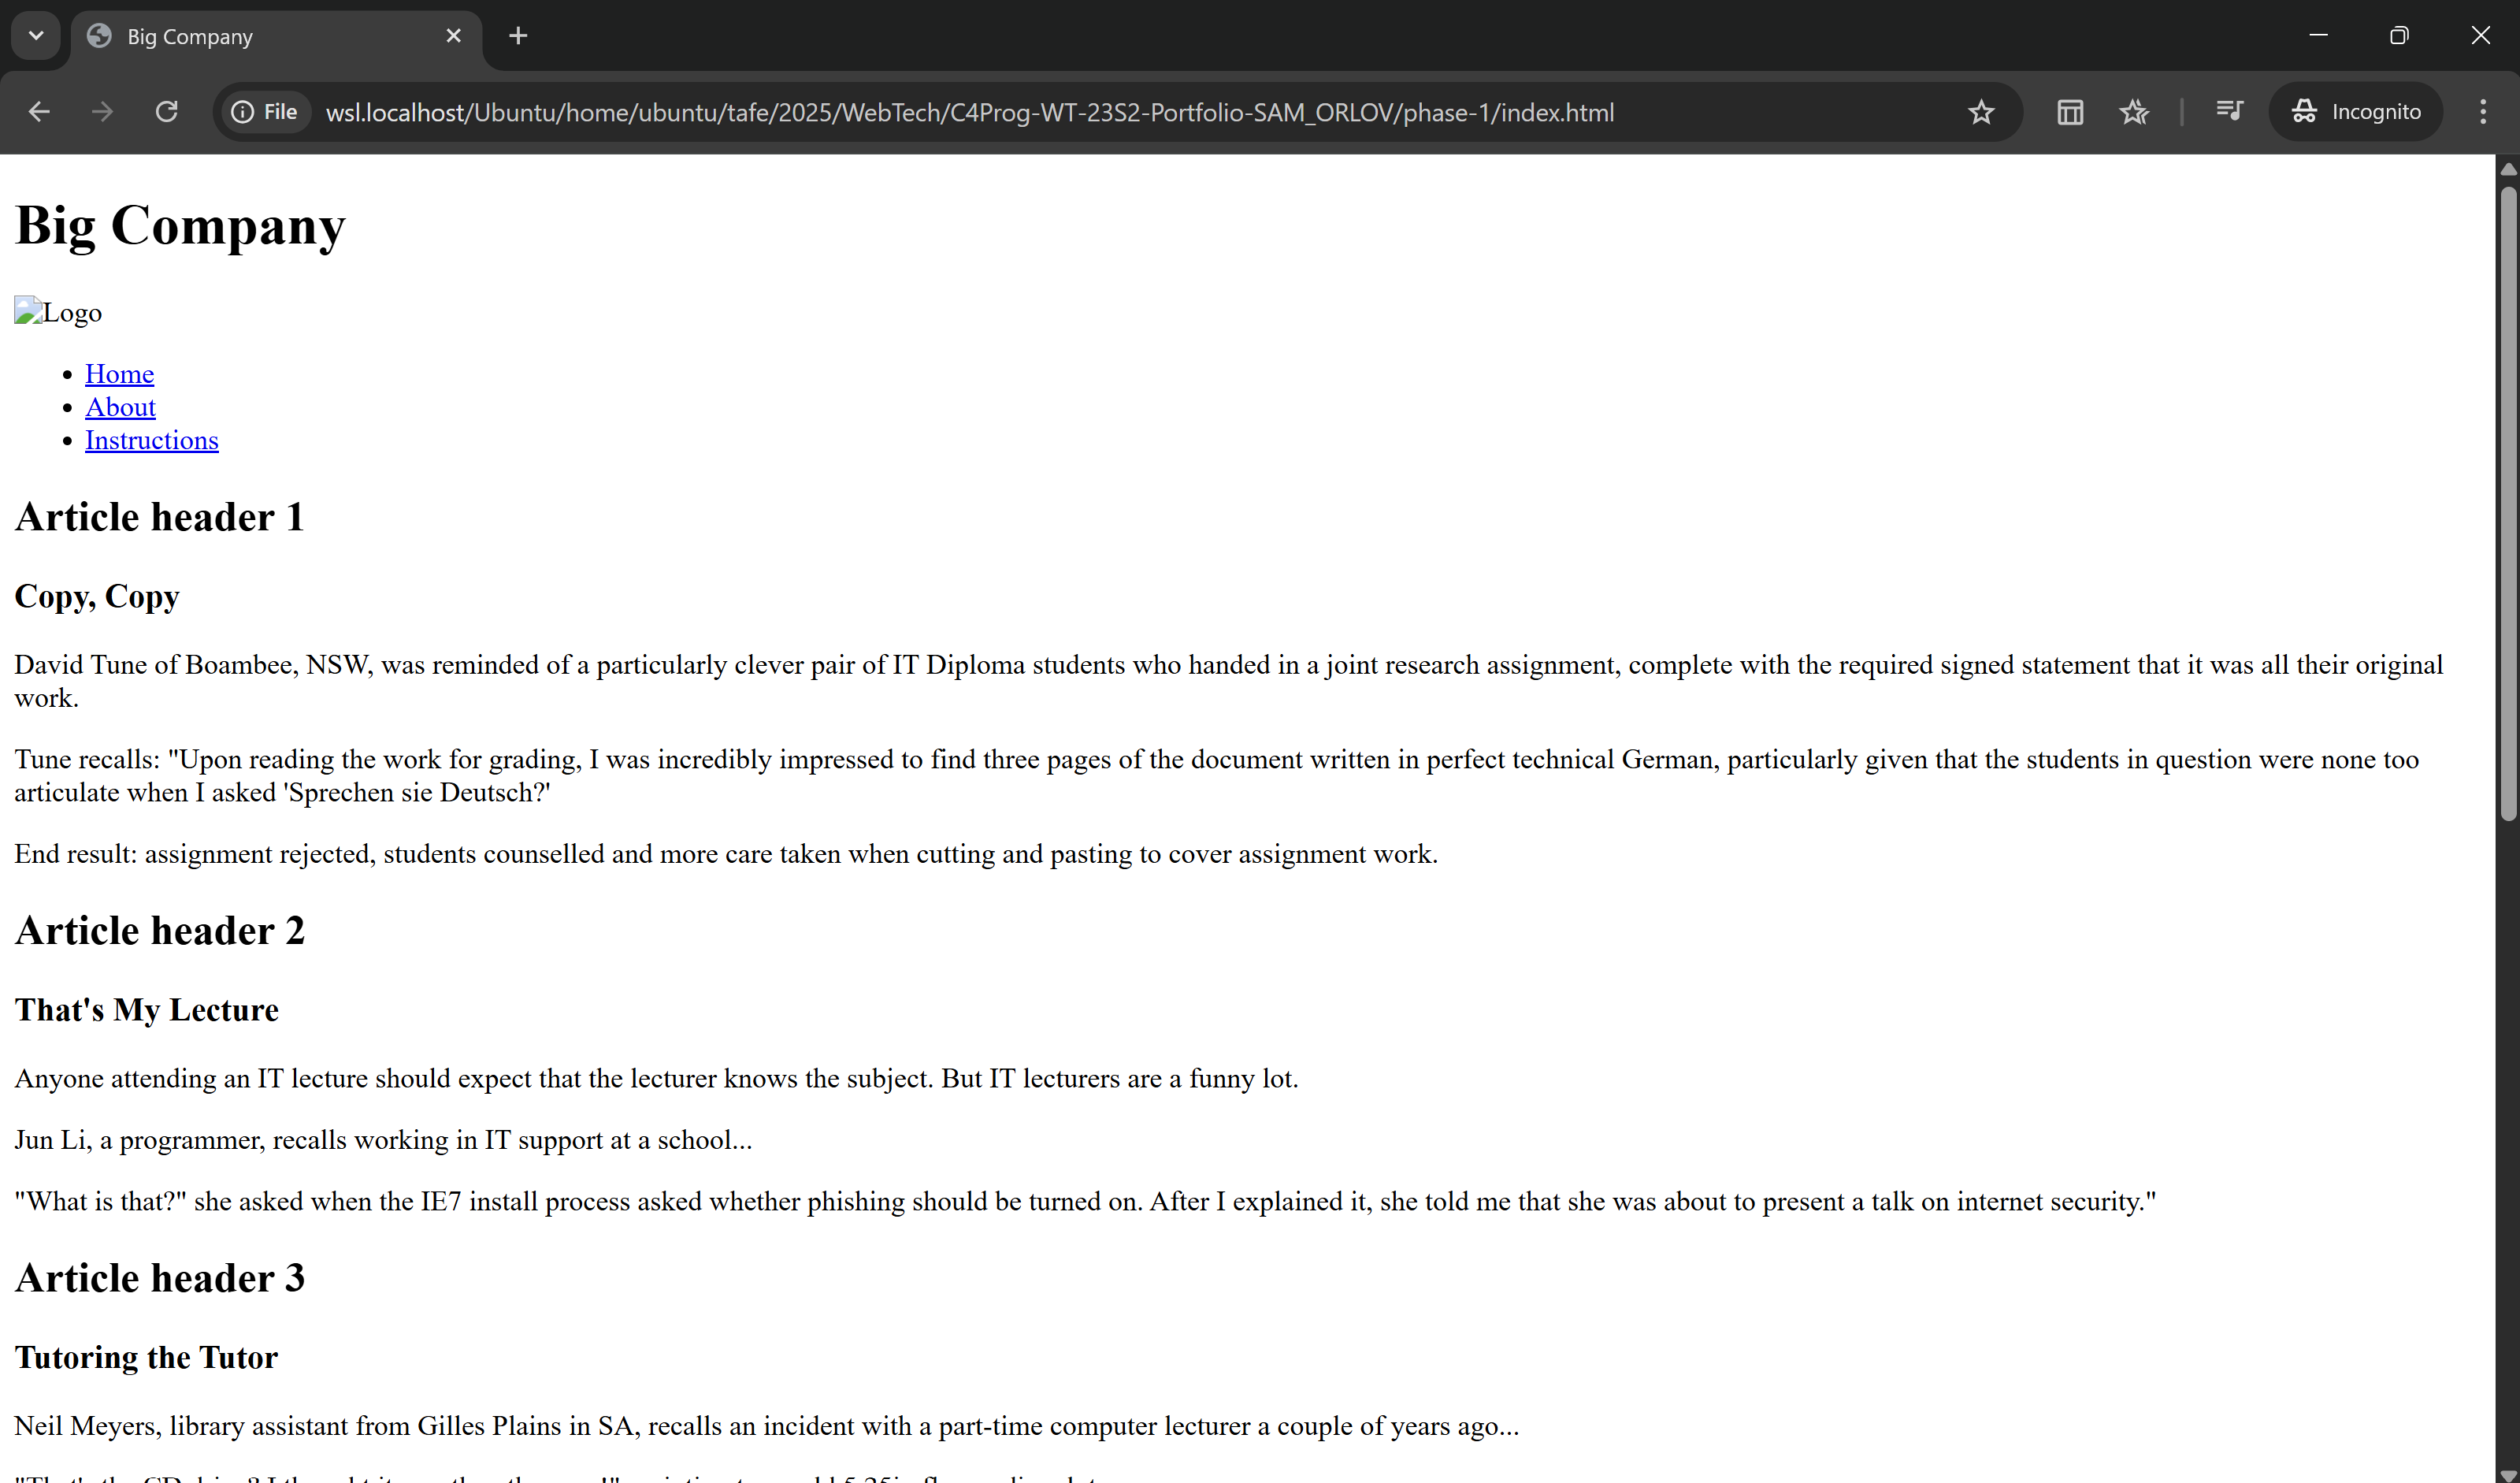 Big Company
File
wsl.localhost/Ubuntu/home/ubuntu/tafe/2025/WebTech/C4Prog-WT-23S2-Portfolio-SAM_ORLOV/phase-1/index.html
Incognito
Big Company
Logo
Home
About
Instructions
Article header 1
Copy, Copy
David Tune of Boambee, NSW, was reminded of a particularly clever pair of IT Diploma students who handed in a joint research assignment, complete with the required signed statement that it was all their original
work.
Tune recalls: "Upon reading the work for grading, I was incredibly impressed to find three pages of the document written in perfect technical German, particularly given that the students in question were none too
articulate when I asked 'Sprechen sie Deutsch?'
End result: assignment rejected, students counselled and more care taken when cutting and pasting to cover assignment work.
Article header 2
That's My Lecture
Anyone attending an IT lecture should expect that the lecturer knows the subject. But IT lecturers are a funny lot.
Jun Li, a programmer, recalls working in IT support at a school...
"What is that?" she asked when the IE7 install process asked whether phishing should be turned on. After I explained it, she told me that she was about to present a talk on internet security."
Article header 3
Tutoring the Tutor
Neil Meyers, library assistant from Gilles Plains in SA, recalls an incident with a part-time computer lecturer a couple of years ago...